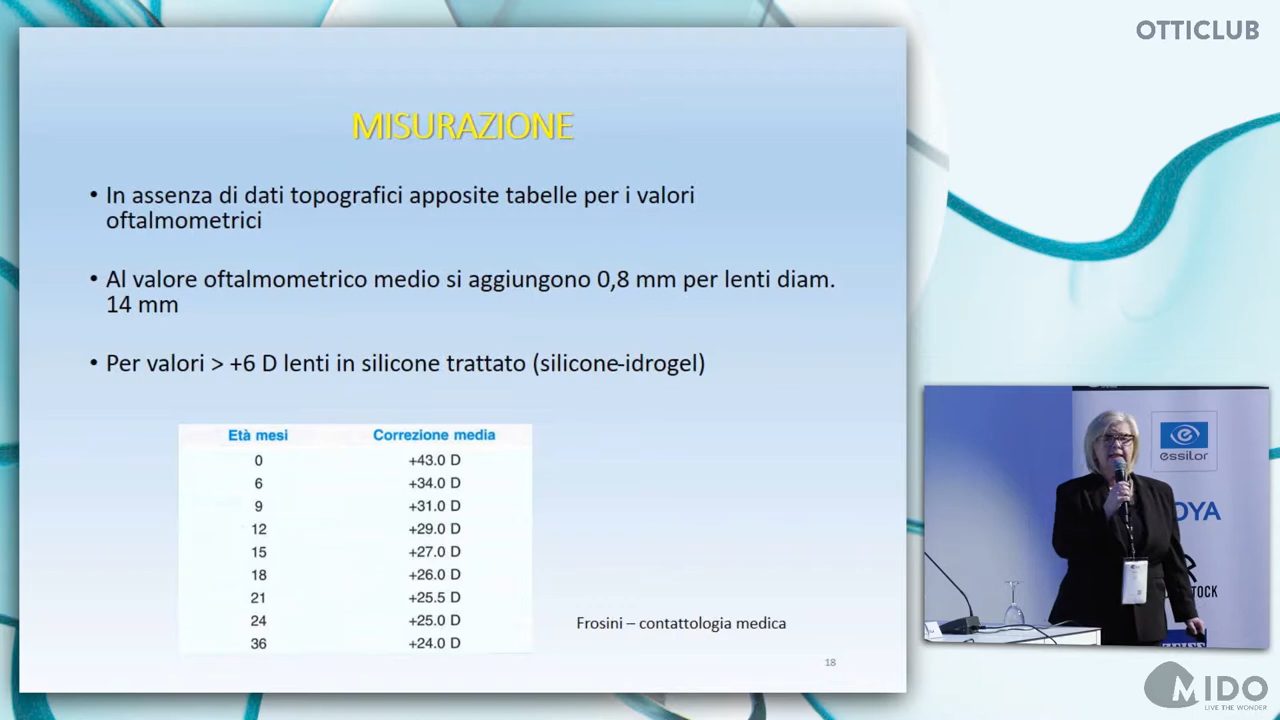 OTTICLUB
MISURAZIONE
• In assenza di dati topografici apposite tabelle per i valori
oftalmometrici
• Al valore oftalmometrico medio si aggiungono 0,8 mm per lenti diam.
14 mm
• Per valori > +6 D lenti in silicone trattato (silicone-idrogel)
Età mesi Correzione media
0 +43.0 D
6 +34.0 D
9 +31.0 D
12 +29.0 D
15 +27.0 D
18 +26.0 D
21 +25.5 D
24 +25.0 D
36 +24.0 D
Frosini – contattologia medica
18
essilor
OYA
STOCK
MIDO
LIVE THE WONDER